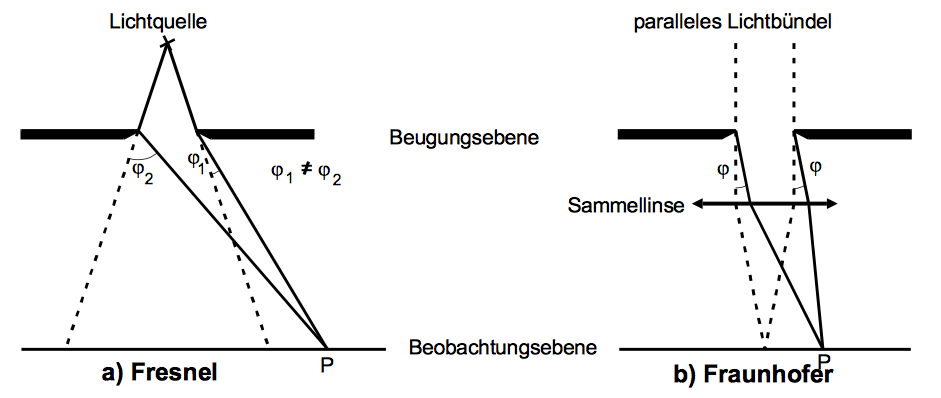 Lichtquelle
paralleles Lichtbündel
Beugungsebene
φ2
φ1
φ1 ≠ φ2
φ
φ
Sammellinse
Beobachtungsebene
P
P
a) Fresnel
b) Fraunhofer